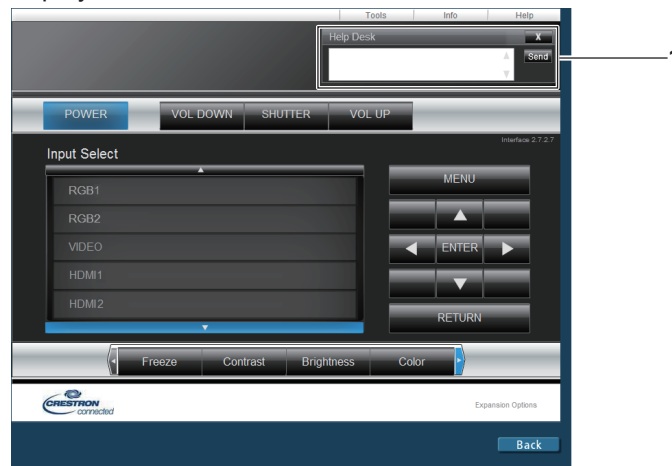 Tools Info Help
Help Desk X
Send
1
POWER VOL DOWN SHUTTER VOL UP
Interface 2.7.2.7
Input Select
RGB1
RGB2
VIDEO
HDMI1
HDMI2
MENU
ENTER
RETURN
Freeze Contrast Brightness Color
CRESTRON
connected
Expansion Options
Back